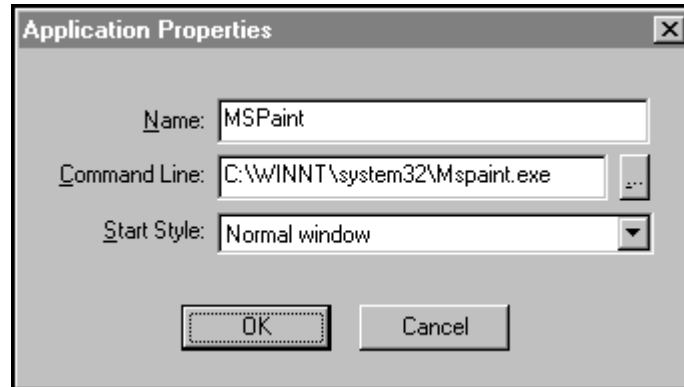 Application Properties
Name: MSPaint
Command Line: C:\WINNT\system32\Mspaint.exe ...
Start Style: Normal window
OK Cancel